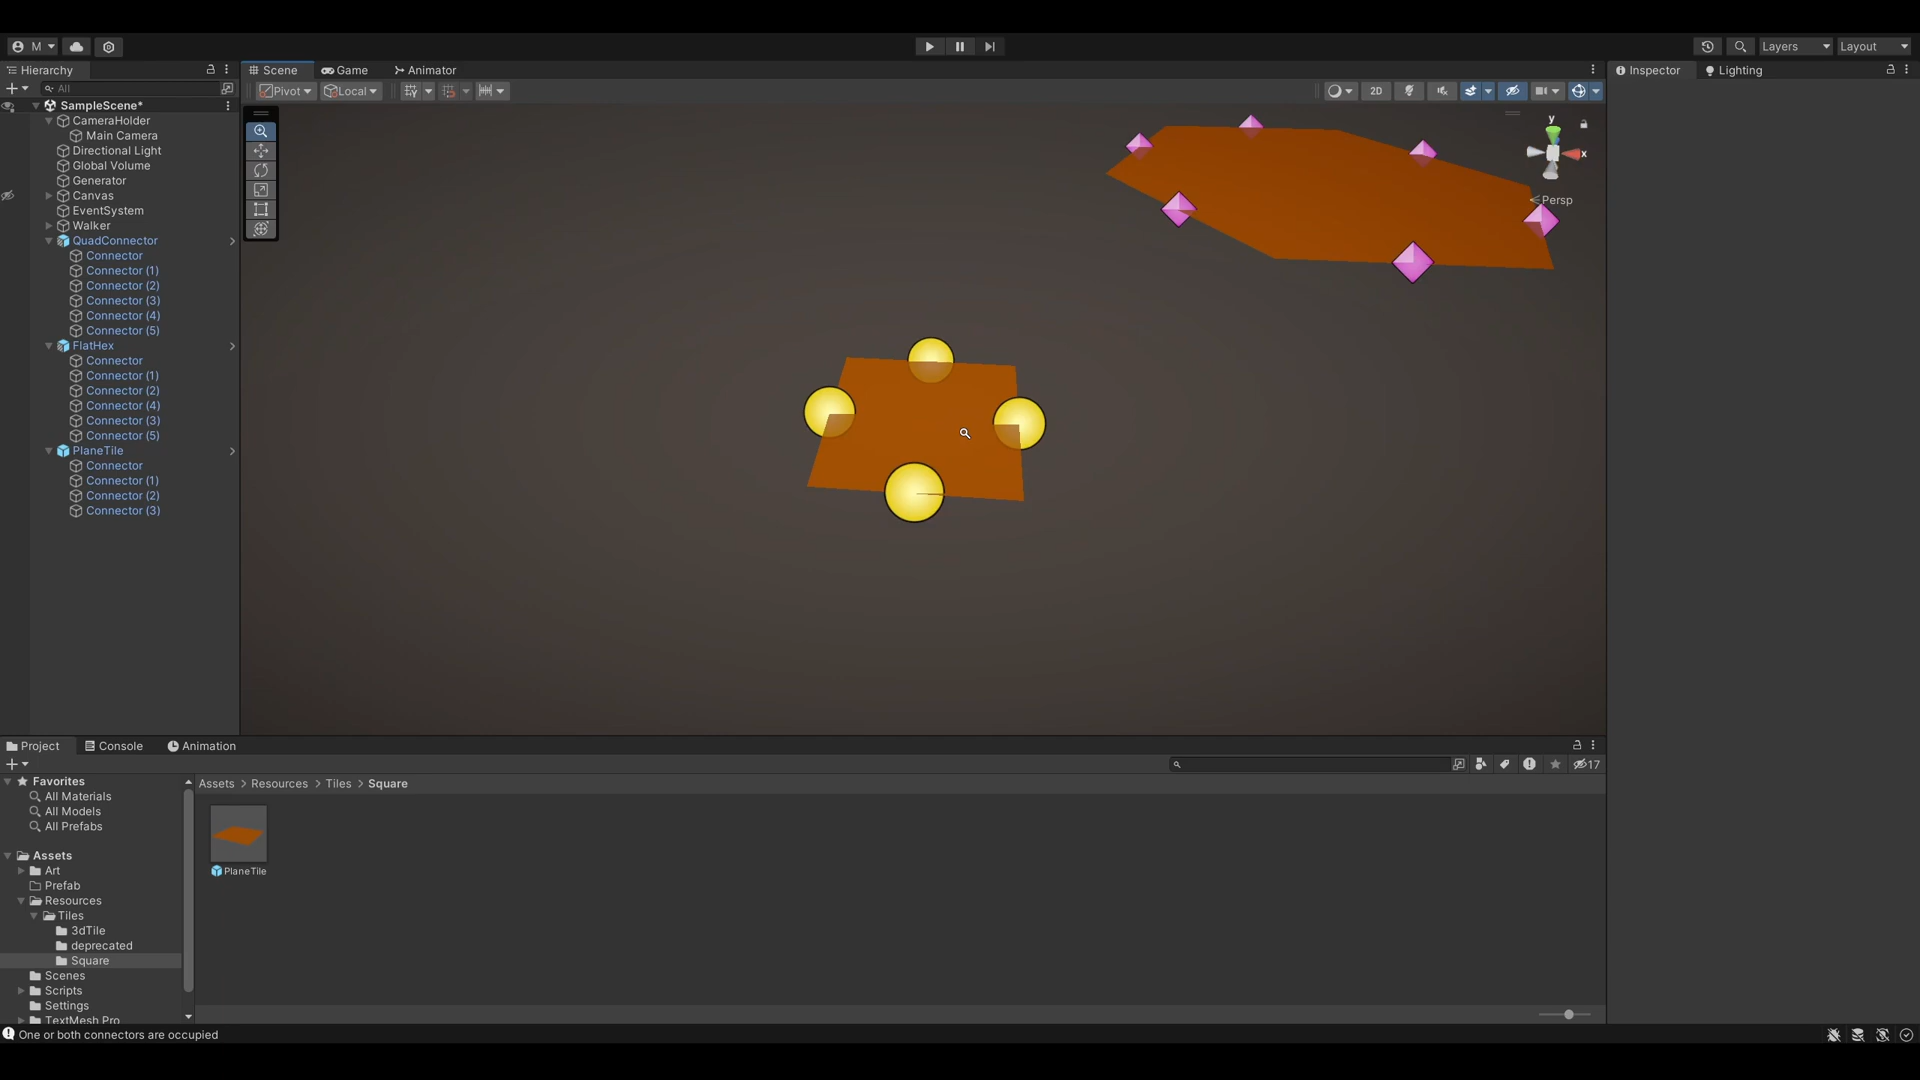 M
Layers
Layout
Hierarchy
Scene
Game
Animator
Inspector
Lighting
All
Pivot
Local
2D
SampleScene*
CameraHolder
Main Camera
Directional Light
Global Volume
Generator
Canvas
EventSystem
Walker
QuadConnector
Connector
Connector (1)
Connector (2)
Connector (3)
Connector (4)
Connector (5)
FlatHex
Connector
Connector (1)
Connector (2)
Connector (4)
Connector (3)
Connector (5)
PlaneTile
Connector
Connector (1)
Connector (2)
Connector (3)
y
x
Persp
Project
Console
Animation
17
Favorites
All Materials
All Models
All Prefabs
Assets
Art
Prefab
Resources
Tiles
3dTile
deprecated
Square
Scenes
Scripts
Settings
TextMesh Pro
Assets > Resources > Tiles > Square
PlaneTile
One or both connectors are occupied